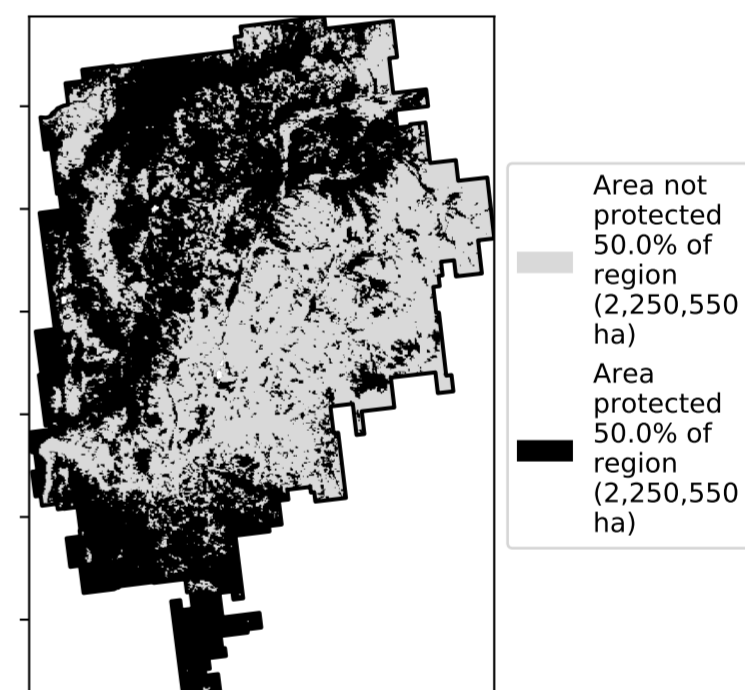 Area not
protected
50.0% of
region
(2,250,550
ha)
Area
protected
50.0% of
region
(2,250,550
ha)